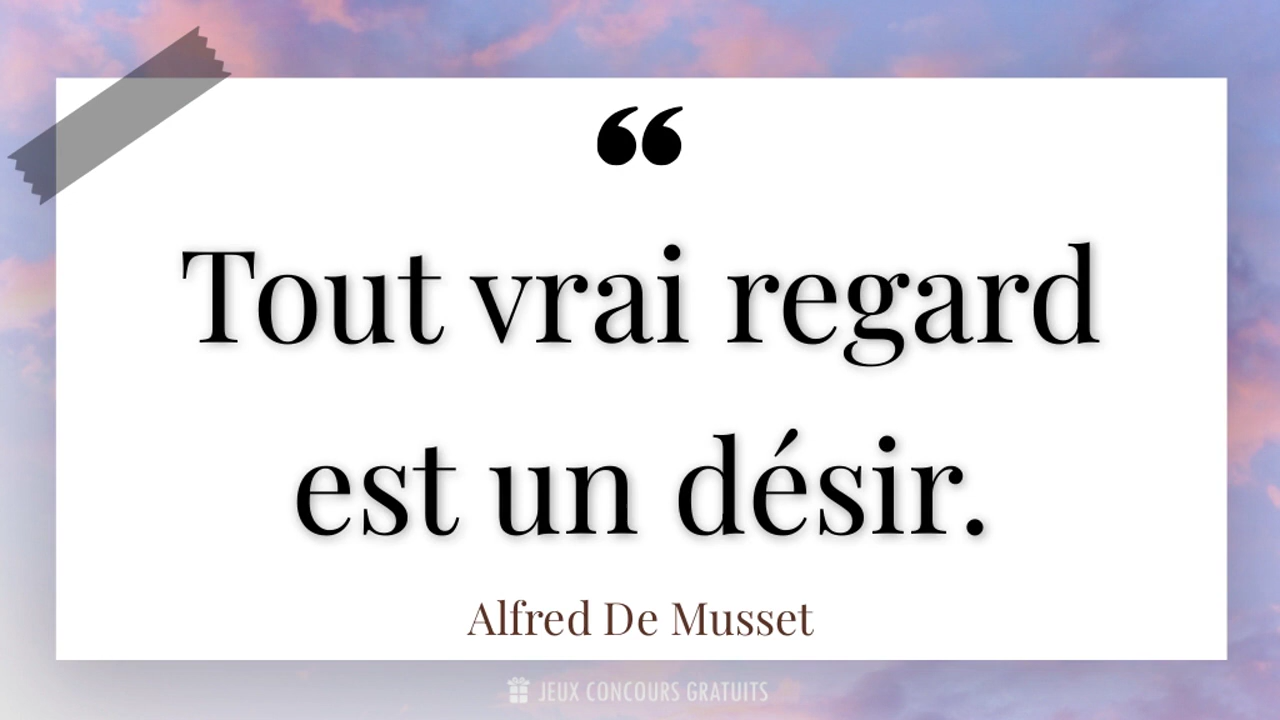 “
Tout vrai regard
est un désir.
Alfred De Musset
JEUX CONCOURS GRATUITS